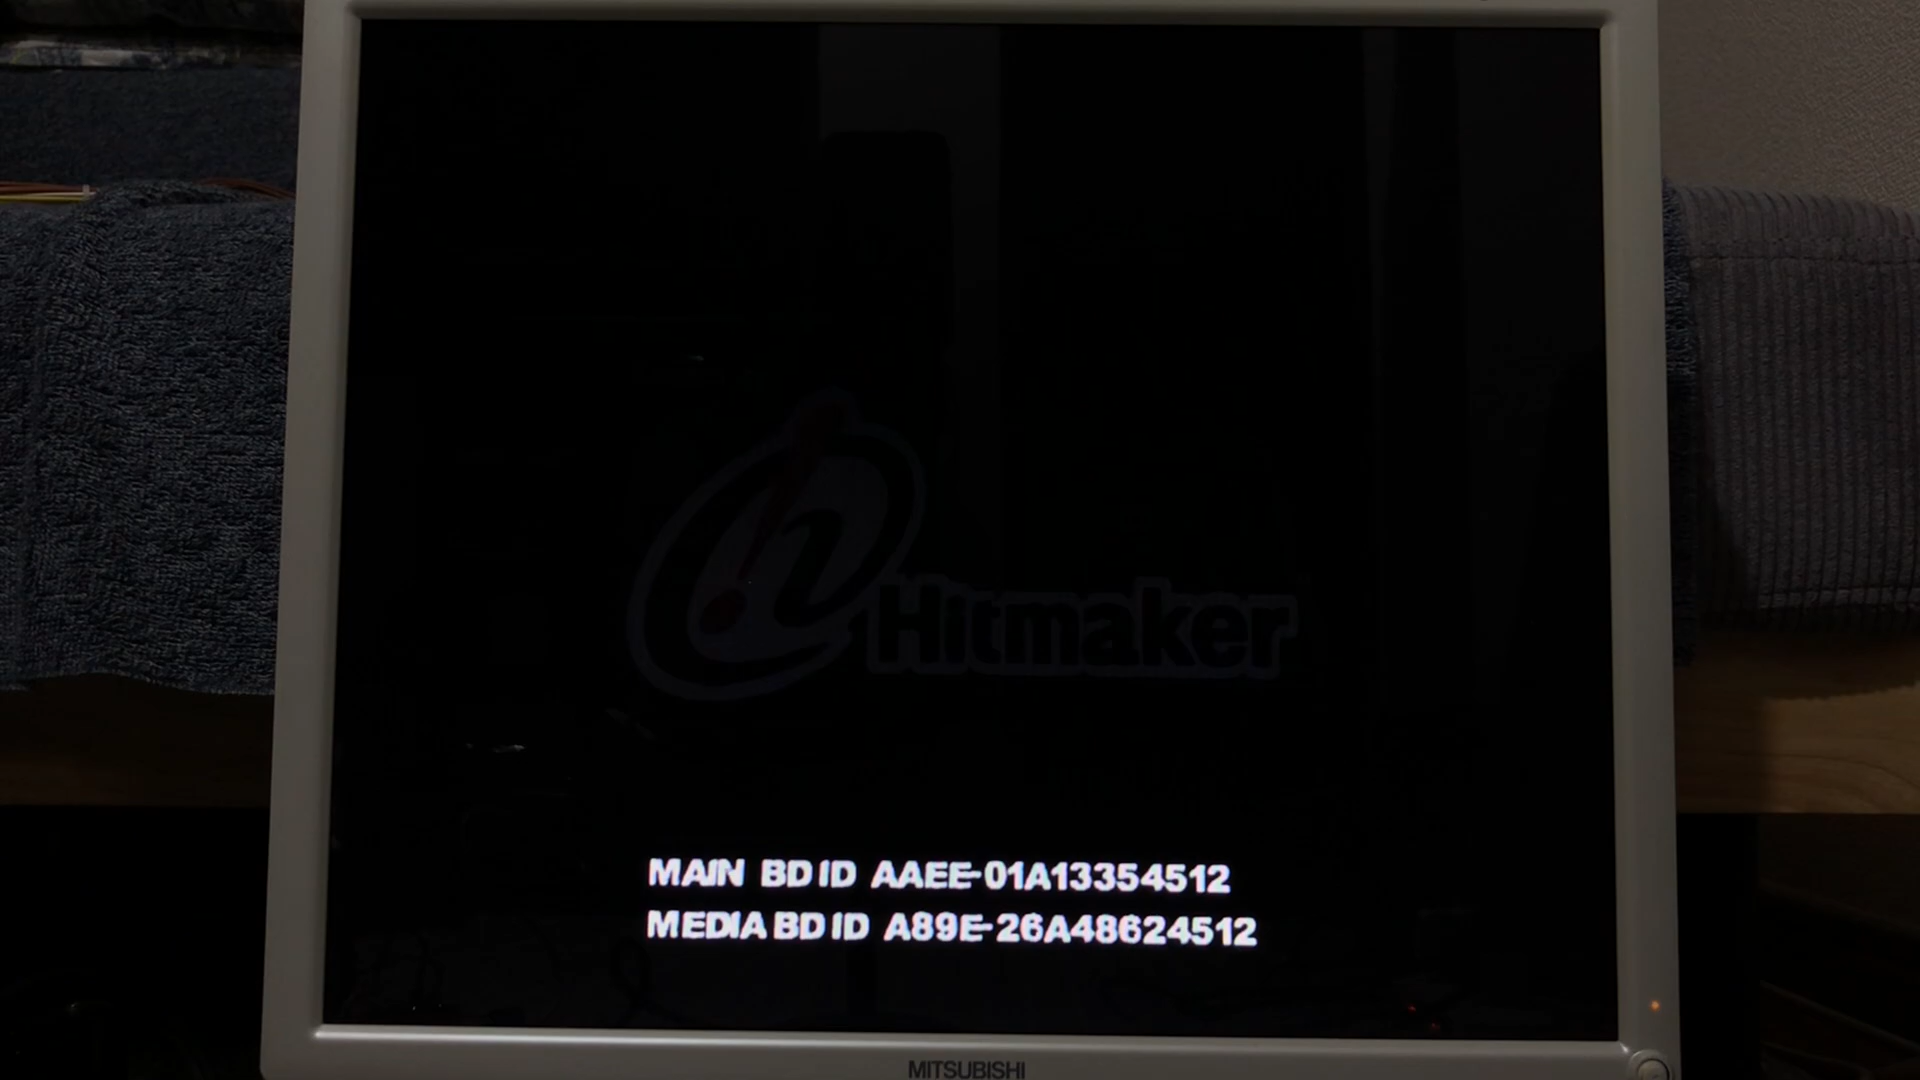 Hitmaker
MAIN BD ID AAEE-01A13354512
MEDIA BD ID A89E-26A48624512
MITSUBISHI